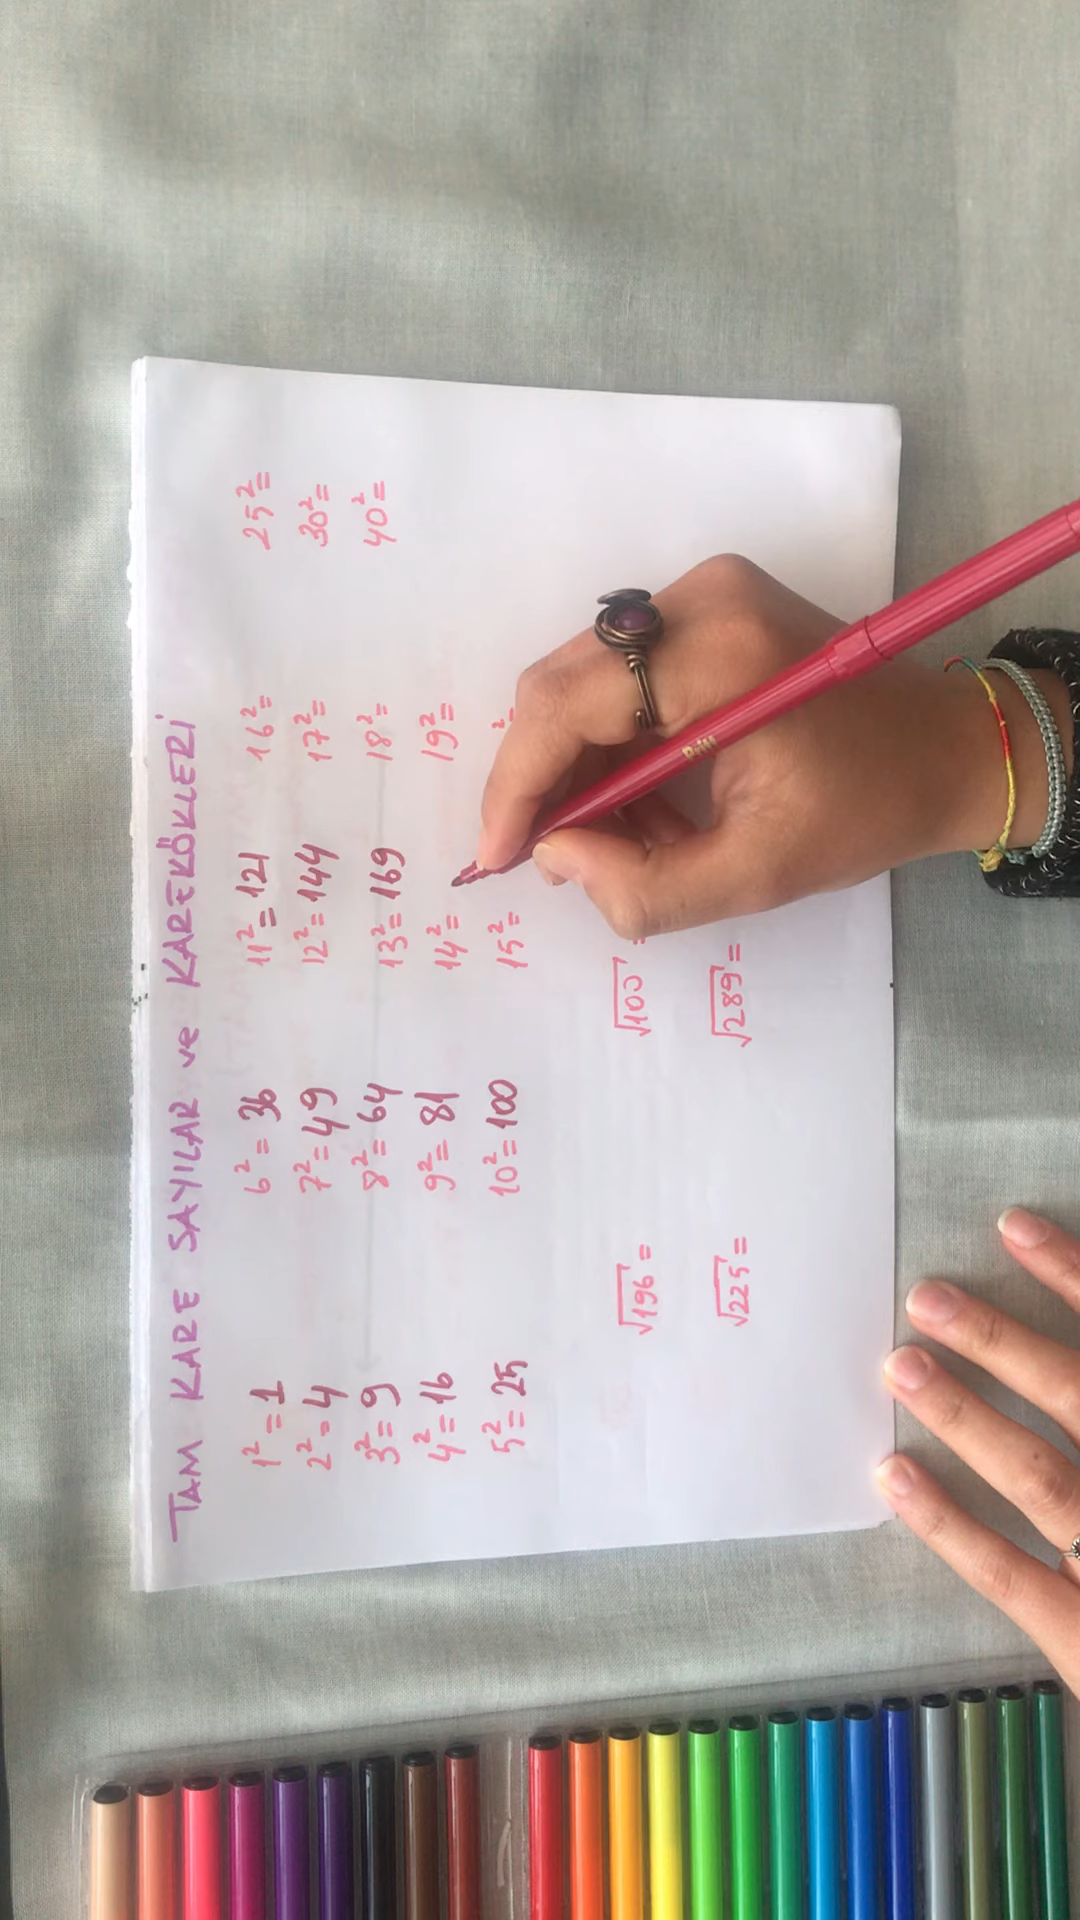 TAM KARE SAYILAR ve KAREKÖKLERİ
1² = 1 6² = 36 11² = 121 16² = 25² =
2² = 4 7² = 49 12² = 144 17² = 30² =
3² = 9 8² = 64 13² = 169 18² = 40² =
4² = 16 9² = 81 14² = 19² =
5² = 25 10² = 100 15² = ² =
√196 = √100 =
√225 = √289 =
Pritt